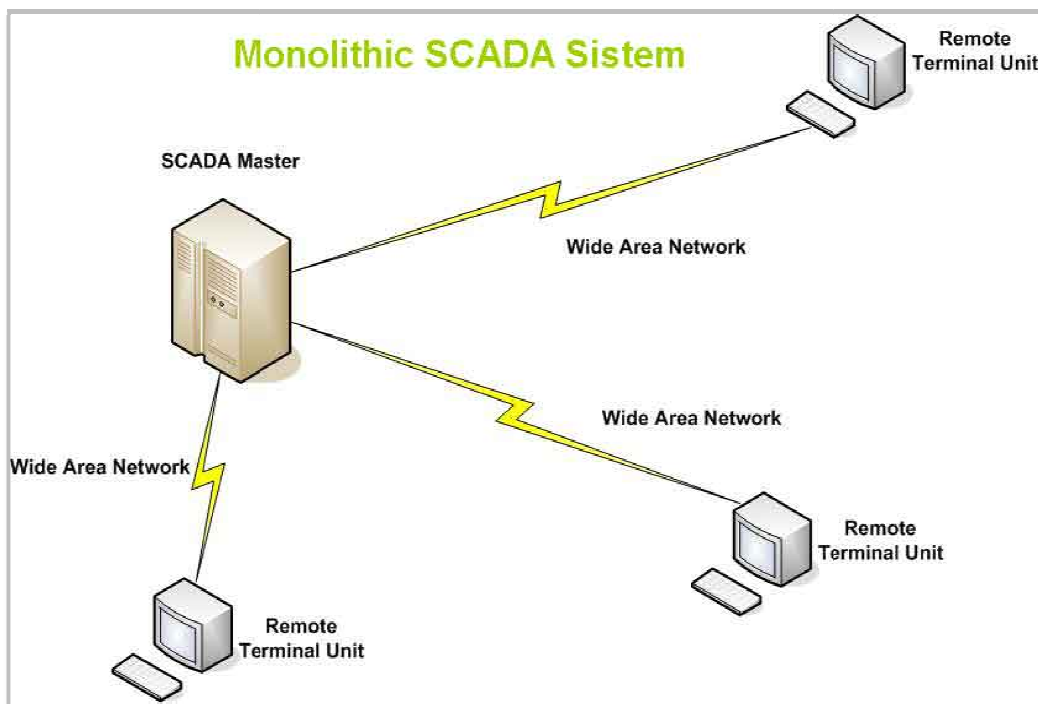 Monolithic SCADA Sistem
Remote
Terminal Unit
SCADA Master
Wide Area Network
Wide Area Network
Wide Area Network
Remote
Terminal Unit
Remote
Terminal Unit